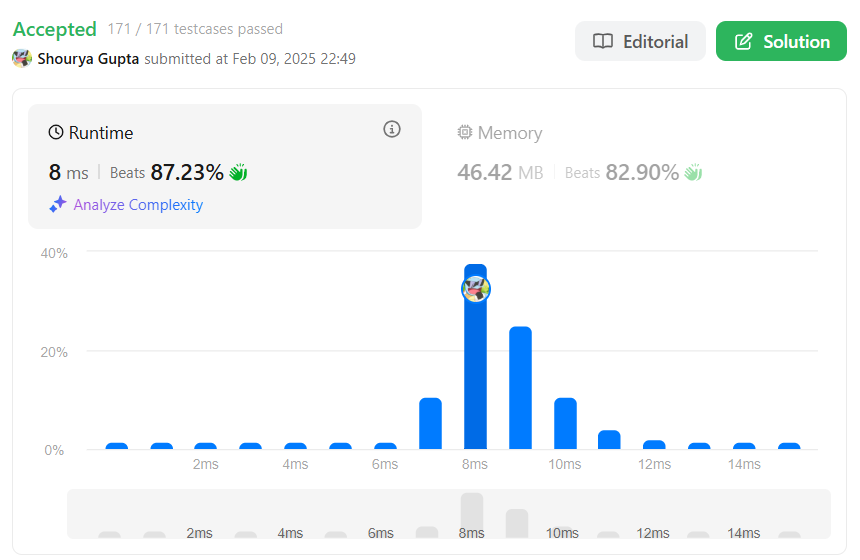 Accepted 171 / 171 testcases passed
Editorial
Solution
Shourya Gupta submitted at Feb 09, 2025 22:49
Runtime
8 ms | Beats 87.23%
Analyze Complexity
Memory
46.42 MB | Beats 82.90%
40%
20%
0%
2ms 4ms 6ms 8ms 10ms 12ms 14ms
2ms 4ms 6ms 8ms 10ms 12ms 14ms